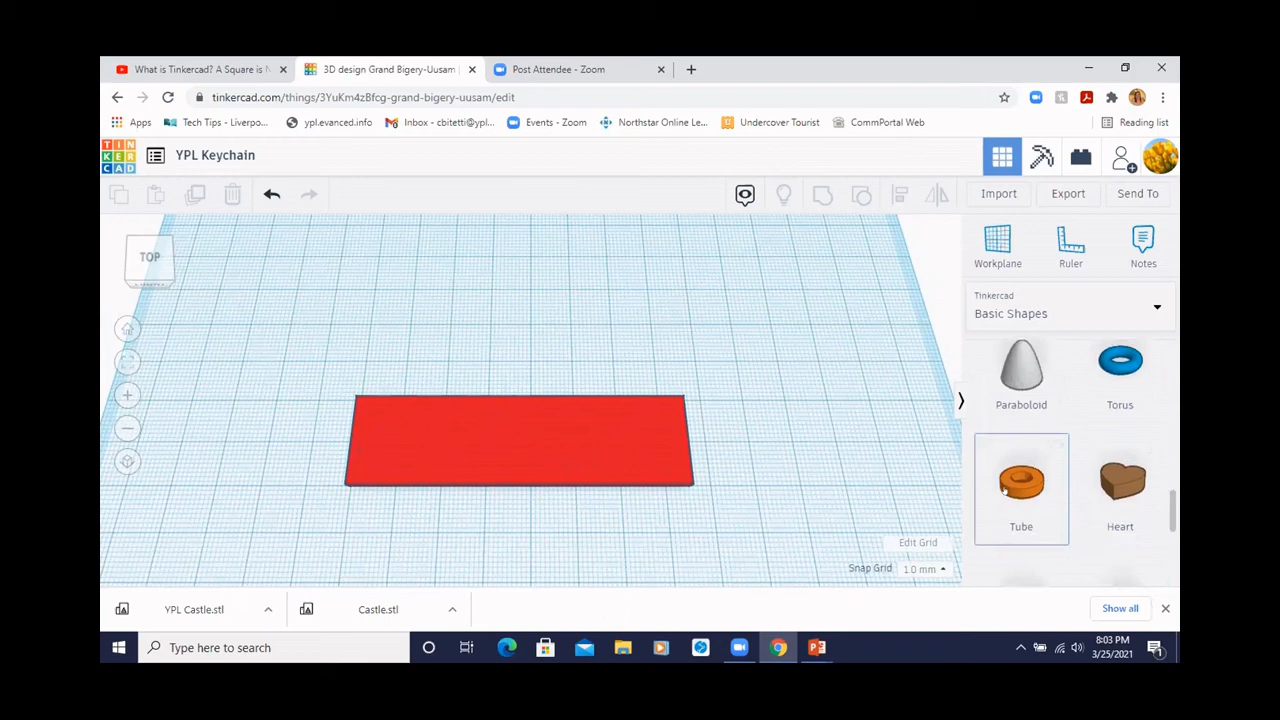 What is Tinkercad? A Square is N
3D design Grand Bigery-Uusam
Post Attendee - Zoom
tinkercad.com/things/3YuKm4zBfcg-grand-bigery-uusam/edit
Apps
Tech Tips - Liverpo...
ypl.evanced.info
Inbox - cbitetti@ypl...
Events - Zoom
Northstar Online Le...
Undercover Tourist
CommPortal Web
Reading list
TIN
KER
CAD
YPL Keychain
Import
Export
Send To
TOP
Workplane
Ruler
Notes
Tinkercad
Basic Shapes
Paraboloid
Torus
Tube
Heart
Edit Grid
Snap Grid 1.0 mm
YPL Castle.stl
Castle.stl
Show all
Type here to search
8:03 PM
3/25/2021
1